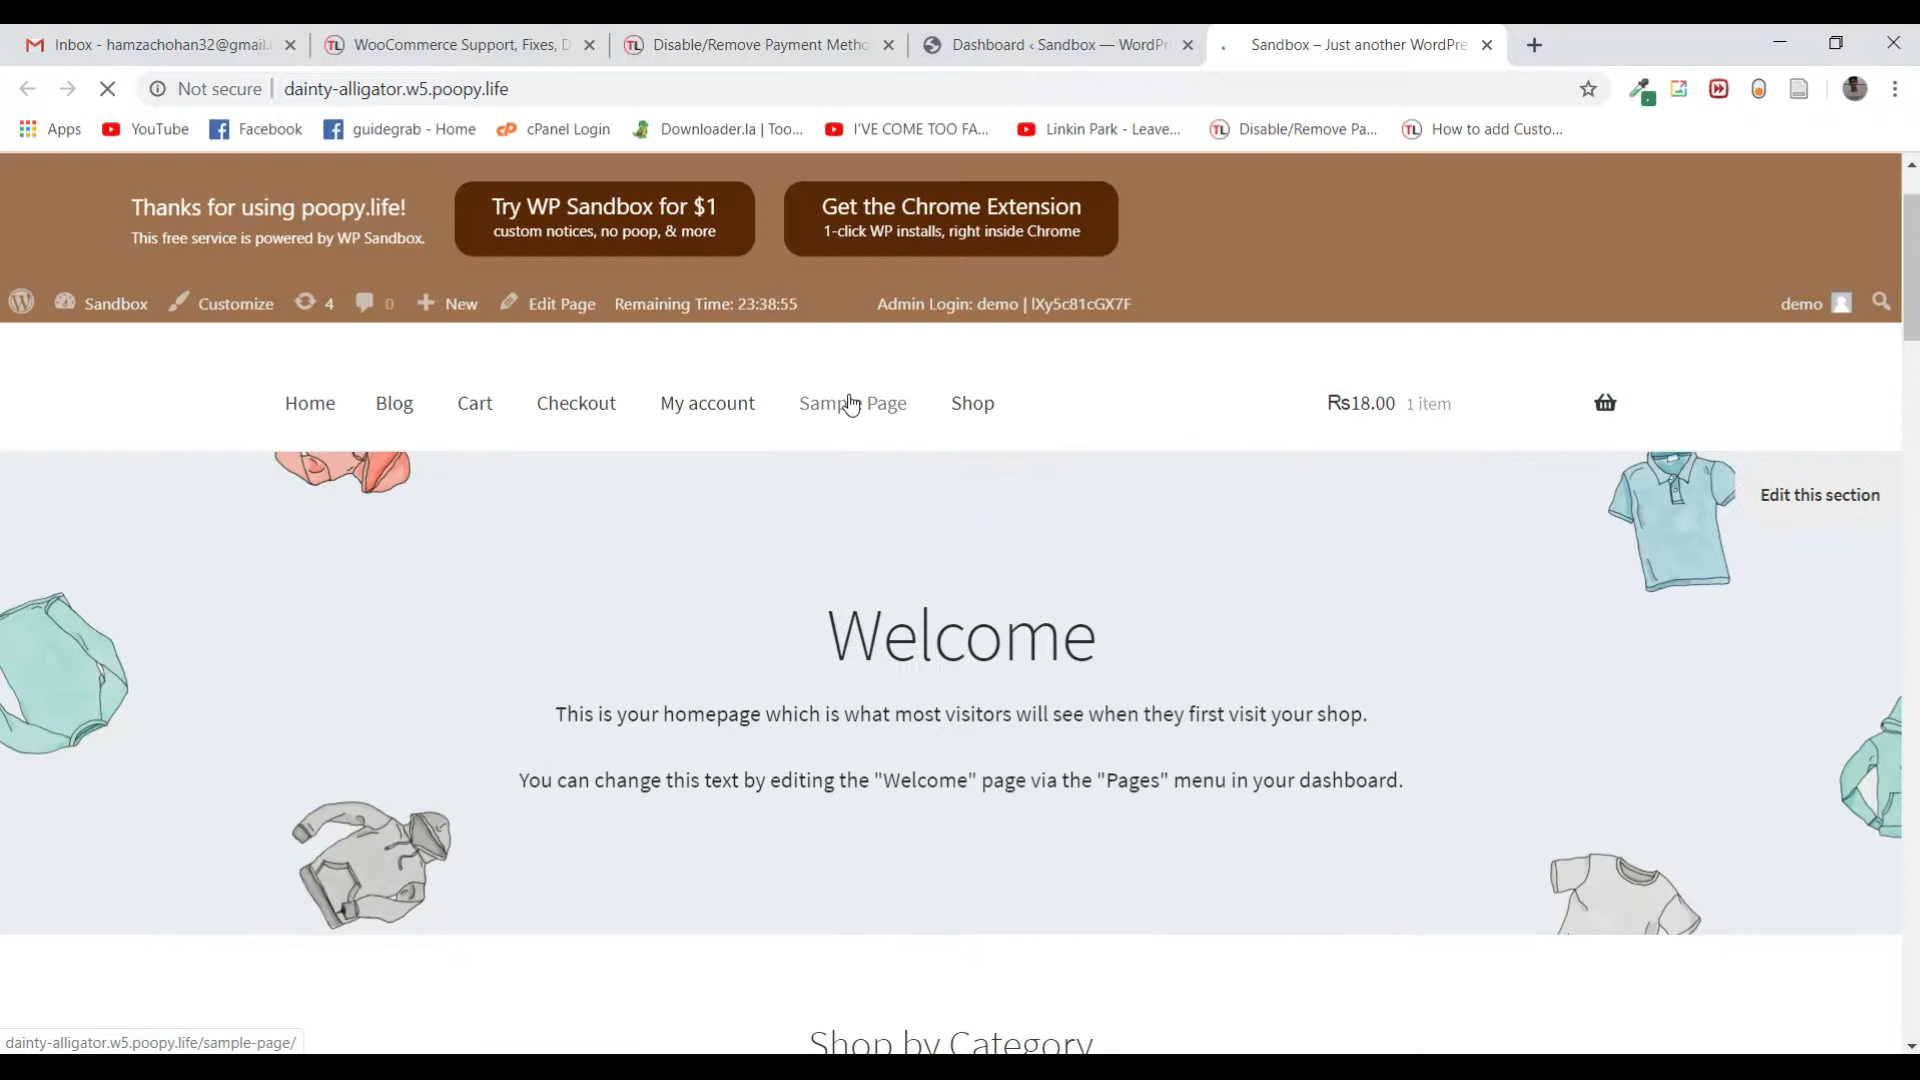 Inbox - hamzachohan32@gmail.
WooCommerce Support, Fixes, D
Disable/Remove Payment Metho
Dashboard ‹ Sandbox — WordPr
Sandbox – Just another WordPre
Not secure
dainty-alligator.w5.poopy.life
Apps
YouTube
Facebook
guidegrab - Home
cPanel Login
Downloader.la | Too...
I'VE COME TOO FA...
Linkin Park - Leave...
Disable/Remove Pa...
How to add Custo...
Thanks for using poopy.life!
This free service is powered by WP Sandbox.
Try WP Sandbox for $1
custom notices, no poop, & more
Get the Chrome Extension
1-click WP installs, right inside Chrome
Sandbox
Customize
4
0
New
Edit Page
Remaining Time: 23:38:55
Admin Login: demo | lXy5c81cGX7F
demo
Home
Blog
Cart
Checkout
My account
Sample Page
Shop
₨18.00 1 item
Edit this section
Welcome
This is your homepage which is what most visitors will see when they first visit your shop.
You can change this text by editing the "Welcome" page via the "Pages" menu in your dashboard.
Shop by Category
dainty-alligator.w5.poopy.life/sample-page/